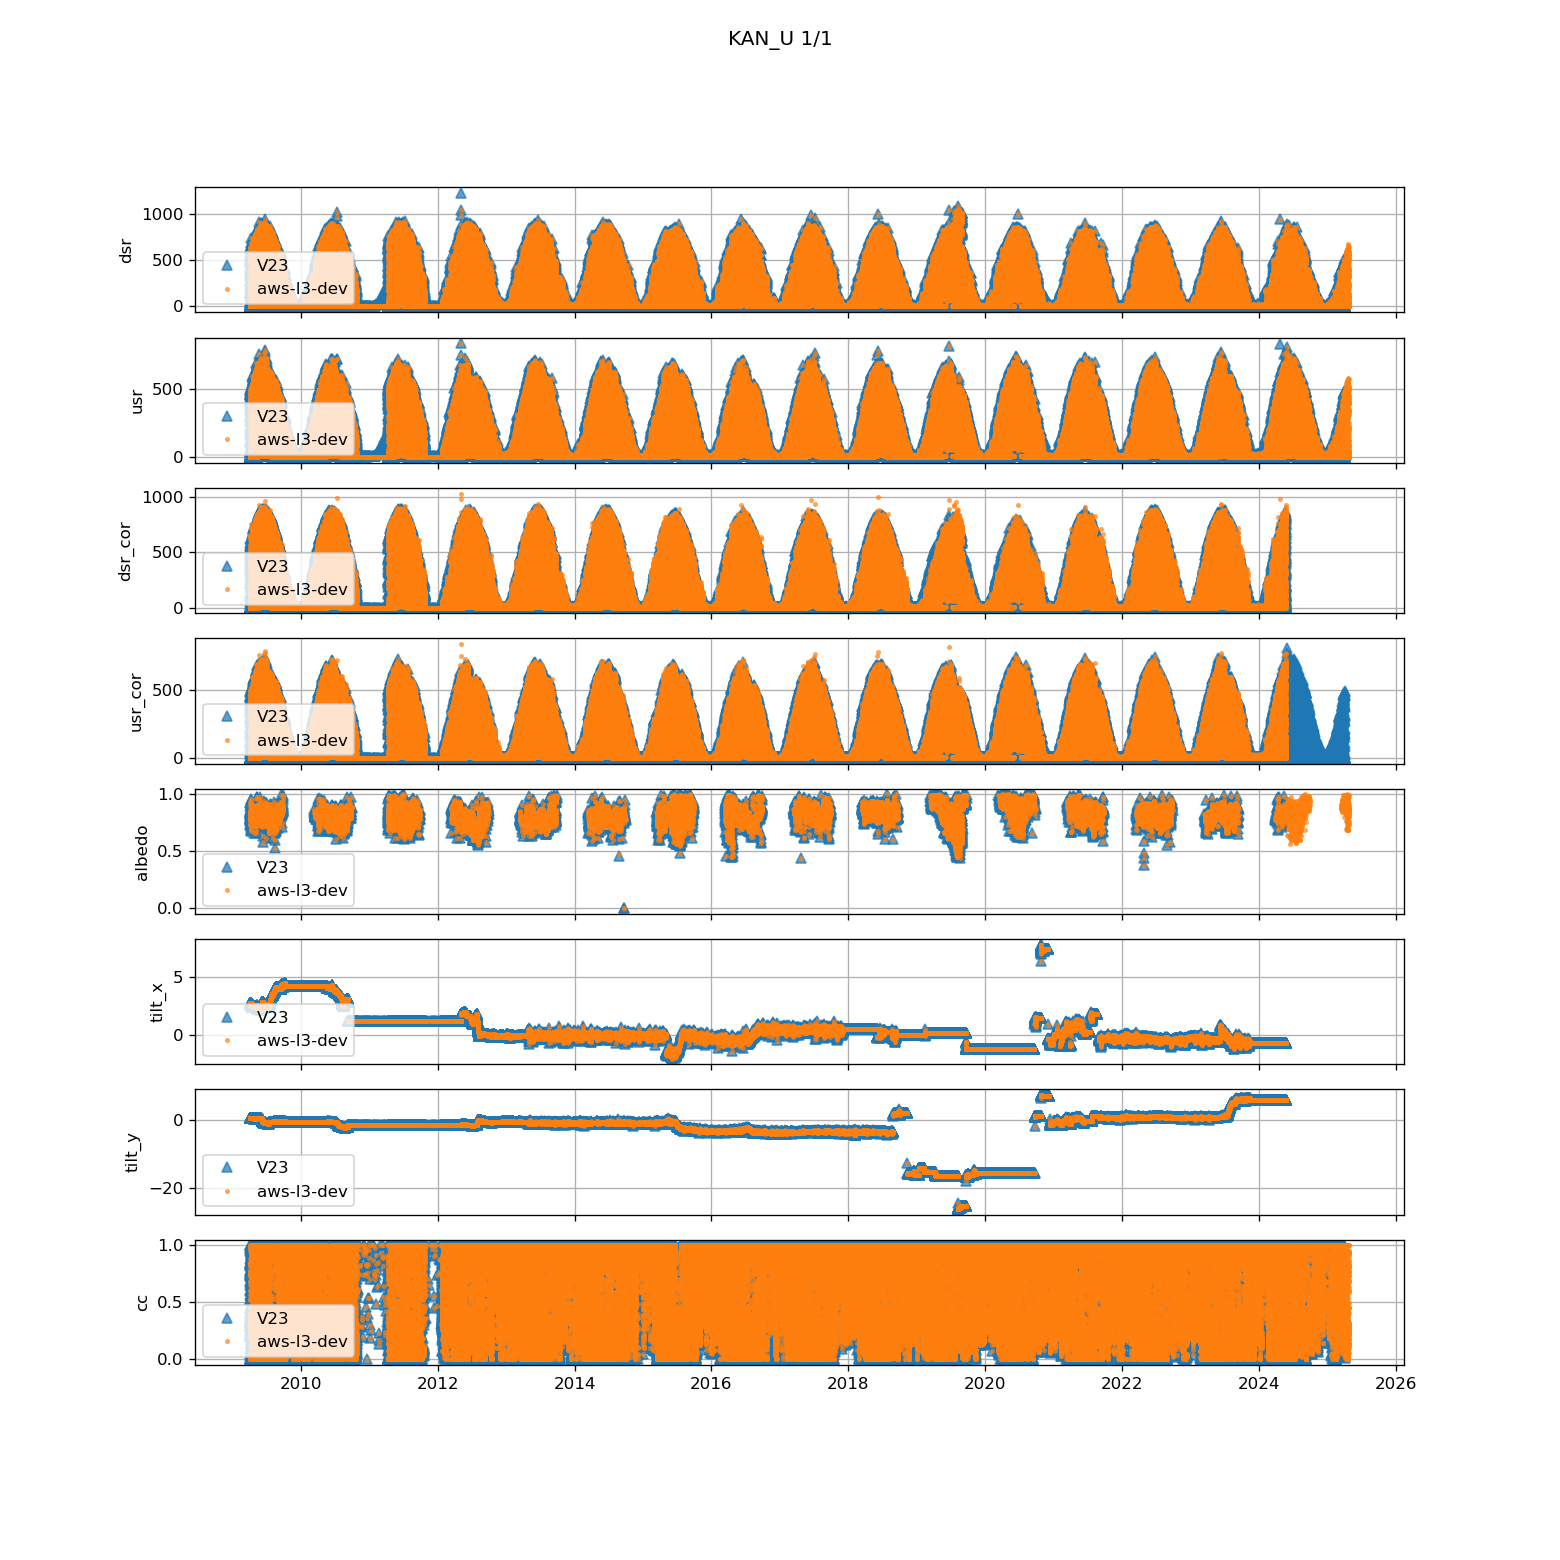 KAN_U 1/1
1000
500
0
dsr
V23
aws-l3-dev
500
0
usr
V23
aws-l3-dev
1000
500
0
dsr_cor
V23
aws-l3-dev
500
0
usr_cor
V23
aws-l3-dev
1.0
0.5
0.0
albedo
V23
aws-l3-dev
5
0
tilt_x
V23
aws-l3-dev
0
−20
tilt_y
V23
aws-l3-dev
1.0
0.5
0.0
cc
V23
aws-l3-dev
2010 2012 2014 2016 2018 2020 2022 2024 2026